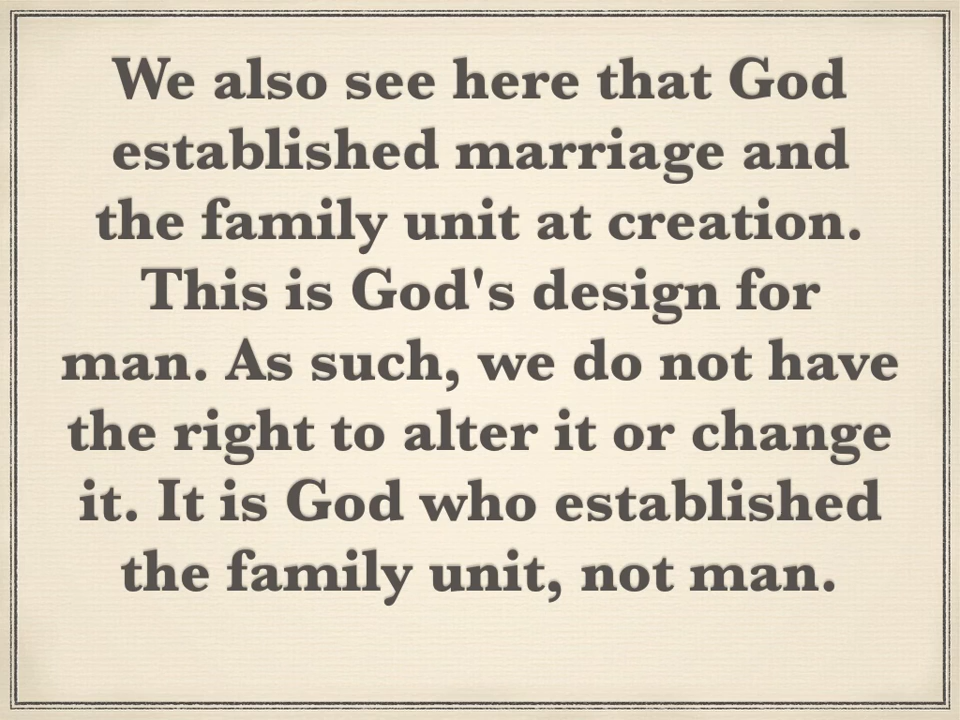 We also see here that God
established marriage and
the family unit at creation.
This is God's design for
man. As such, we do not have
the right to alter it or change
it. It is God who established
the family unit, not man.